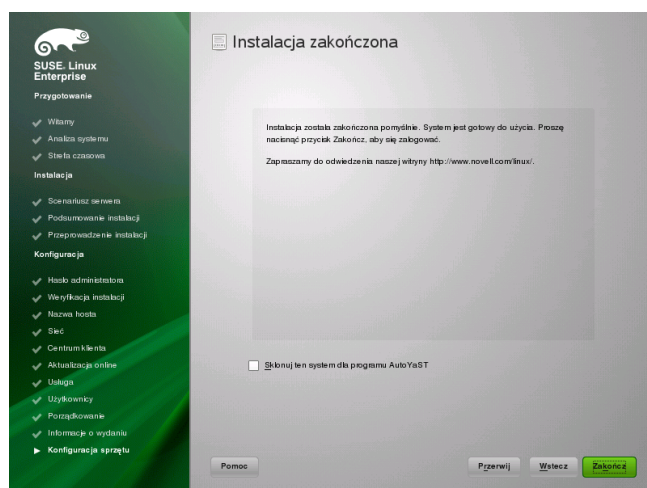 SUSE. Linux
Enterprise
Przygotowanie
Witamy
Analiza systemu
Strefa czasowa
Instalacja
Scenariusz serwera
Podsumowanie instalacji
Przeprowadzenie instalacji
Konfiguracja
Hasło administratora
Weryfikacja instalacji
Nazwa hosta
Sieć
Centrum klienta
Aktualizacja online
Usługa
Użytkownicy
Porządkowanie
Informacje o wydaniu
Konfiguracja sprzętu
Instalacja zakończona
Instalacja została zakończona pomyślnie. System jest gotowy do użycia. Proszę
nacisnąć przycisk Zakończ, aby się zalogować.
Zapraszamy do odwiedzenia naszej witryny http://www.novell.com/linux/.
Sklonuj ten system dla programu AutoYaST
Pomoc
Przerwij
Wstecz
Zakończ